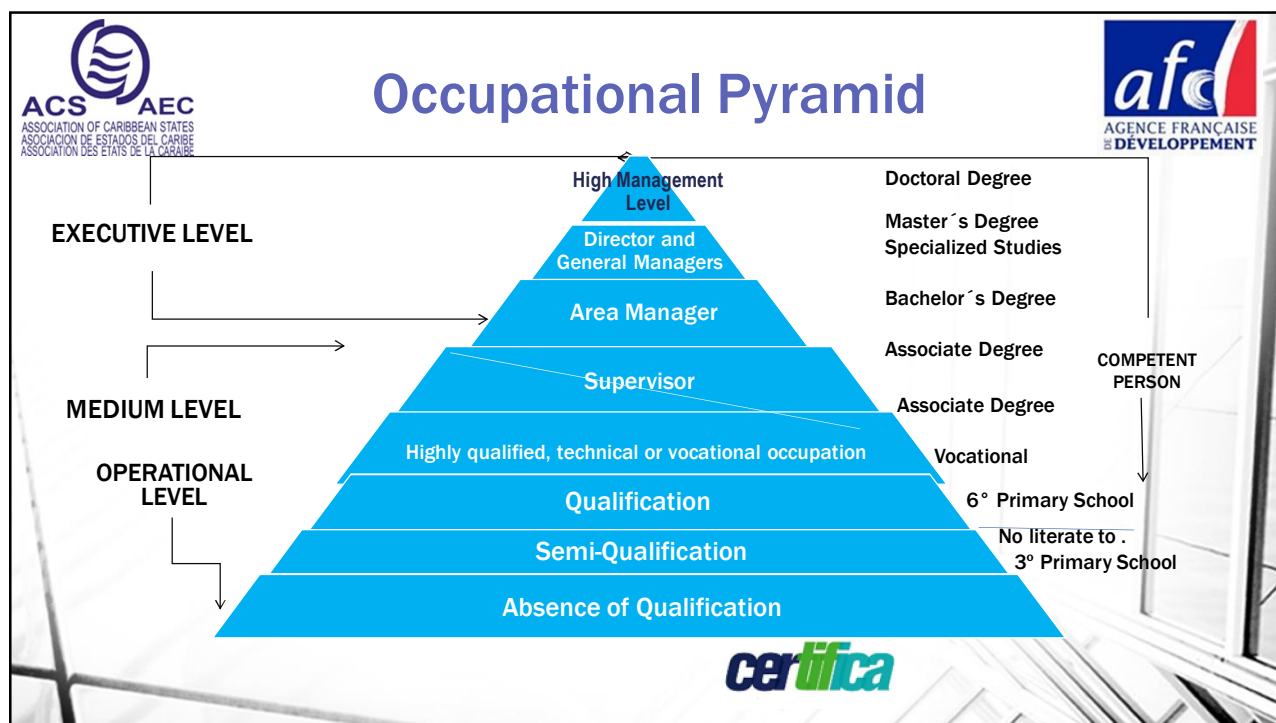 ACS AEC
ASSOCIATION OF CARIBBEAN STATES
ASOCIACION DE ESTADOS DEL CARIBE
ASSOCIATION DES ETATS DE LA CARAIBE
Occupational Pyramid
afd
AGENCE FRANÇAISE
DE DÉVELOPPEMENT
EXECUTIVE LEVEL
MEDIUM LEVEL
OPERATIONAL
LEVEL
High Management
Level
Director and
General Managers
Area Manager
Supervisor
Highly qualified, technical or vocational occupation
Qualification
Semi-Qualification
Absence of Qualification
Doctoral Degree
Master´s Degree
Specialized Studies
Bachelor´s Degree
Associate Degree
Associate Degree
Vocational
6° Primary School
No literate to .
3º Primary School
COMPETENT
PERSON
certifica